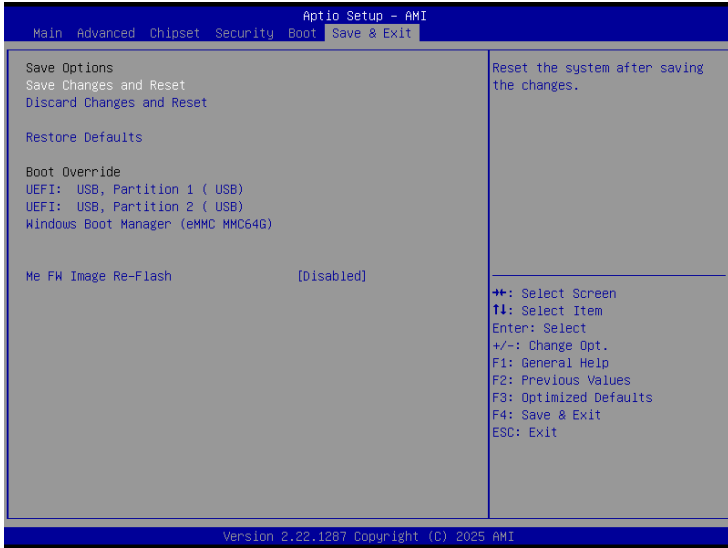 Aptio Setup – AMI
Main Advanced Chipset Security Boot Save & Exit
Save Options
Save Changes and Reset
Discard Changes and Reset
Restore Defaults
Boot Override
UEFI: USB, Partition 1 ( USB)
UEFI: USB, Partition 2 ( USB)
Windows Boot Manager (eMMC MMC64G)
Me FW Image Re-Flash [Disabled]
Reset the system after saving
the changes.
→←: Select Screen
↑↓: Select Item
Enter: Select
+/-: Change Opt.
F1: General Help
F2: Previous Values
F3: Optimized Defaults
F4: Save & Exit
ESC: Exit
Version 2.22.1287 Copyright (C) 2025 AMI